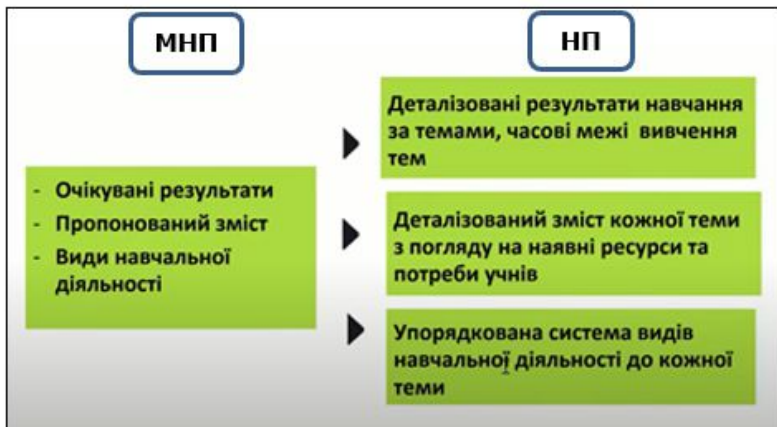 МНП
НП
- Очікувані результати
- Пропонований зміст
- Види навчальної
діяльності
Деталізовані результати навчання
за темами, часові межі вивчення
тем
Деталізований зміст кожної теми
з погляду на наявні ресурси та
потреби учнів
Упорядкована система видів
навчальної діяльності до кожної
теми